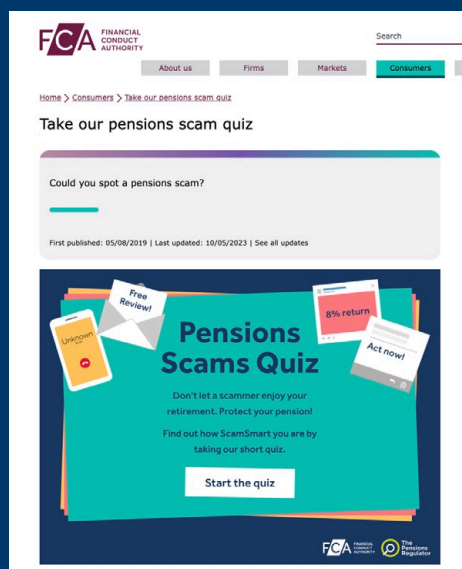 FCA FINANCIAL
CONDUCT
AUTHORITY
Search
About us
Firms
Markets
Consumers
Home > Consumers > Take our pensions scam quiz
Take our pensions scam quiz
Could you spot a pensions scam?
First published: 05/08/2019 | Last updated: 10/05/2023 | See all updates
Free
Review!
Unknown
8% return
Act now!
Pensions
Scams Quiz
Don't let a scammer enjoy your
retirement. Protect your pension!
Find out how ScamSmart you are by
taking our short quiz.
Start the quiz
FCA FINANCIAL
CONDUCT
AUTHORITY
The
Pensions
Regulator